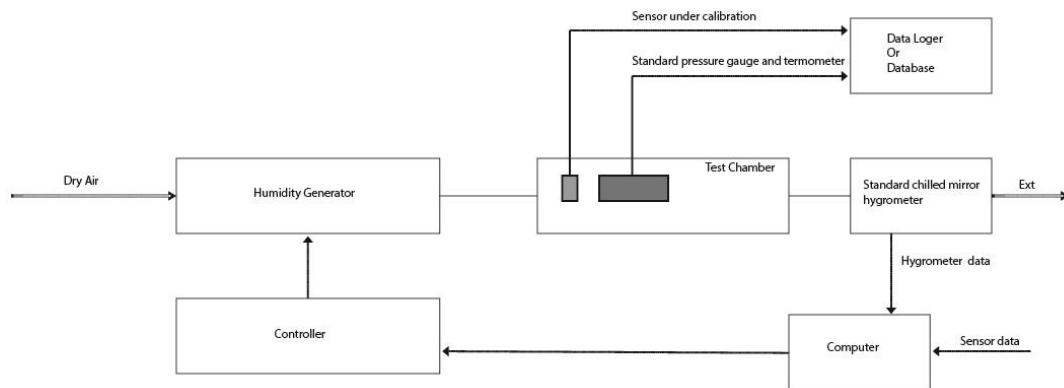 Sensor under calibration
Data Loger
Or
Database
Standard pressure gauge and termometer
Dry Air
Humidity Generator
Test Chamber
Standard chilled mirror
hygrometer
Ext
Hygrometer data
Controller
Computer
Sensor data